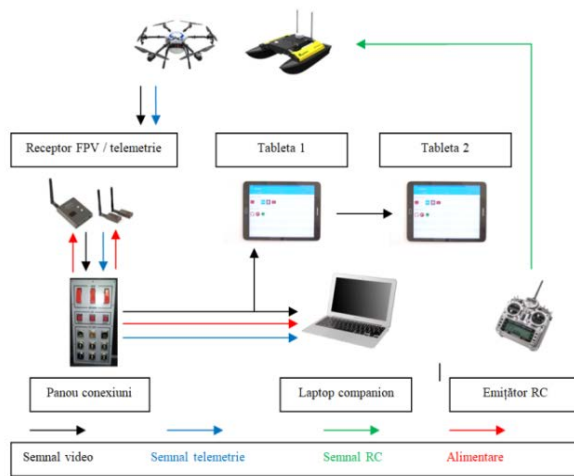 Receptor FPV / telemetrie
Tableta 1
Tableta 2
Panou conexiuni
Laptop companion
Emițător RC
Semnal video
Semnal telemetrie
Semnal RC
Alimentare